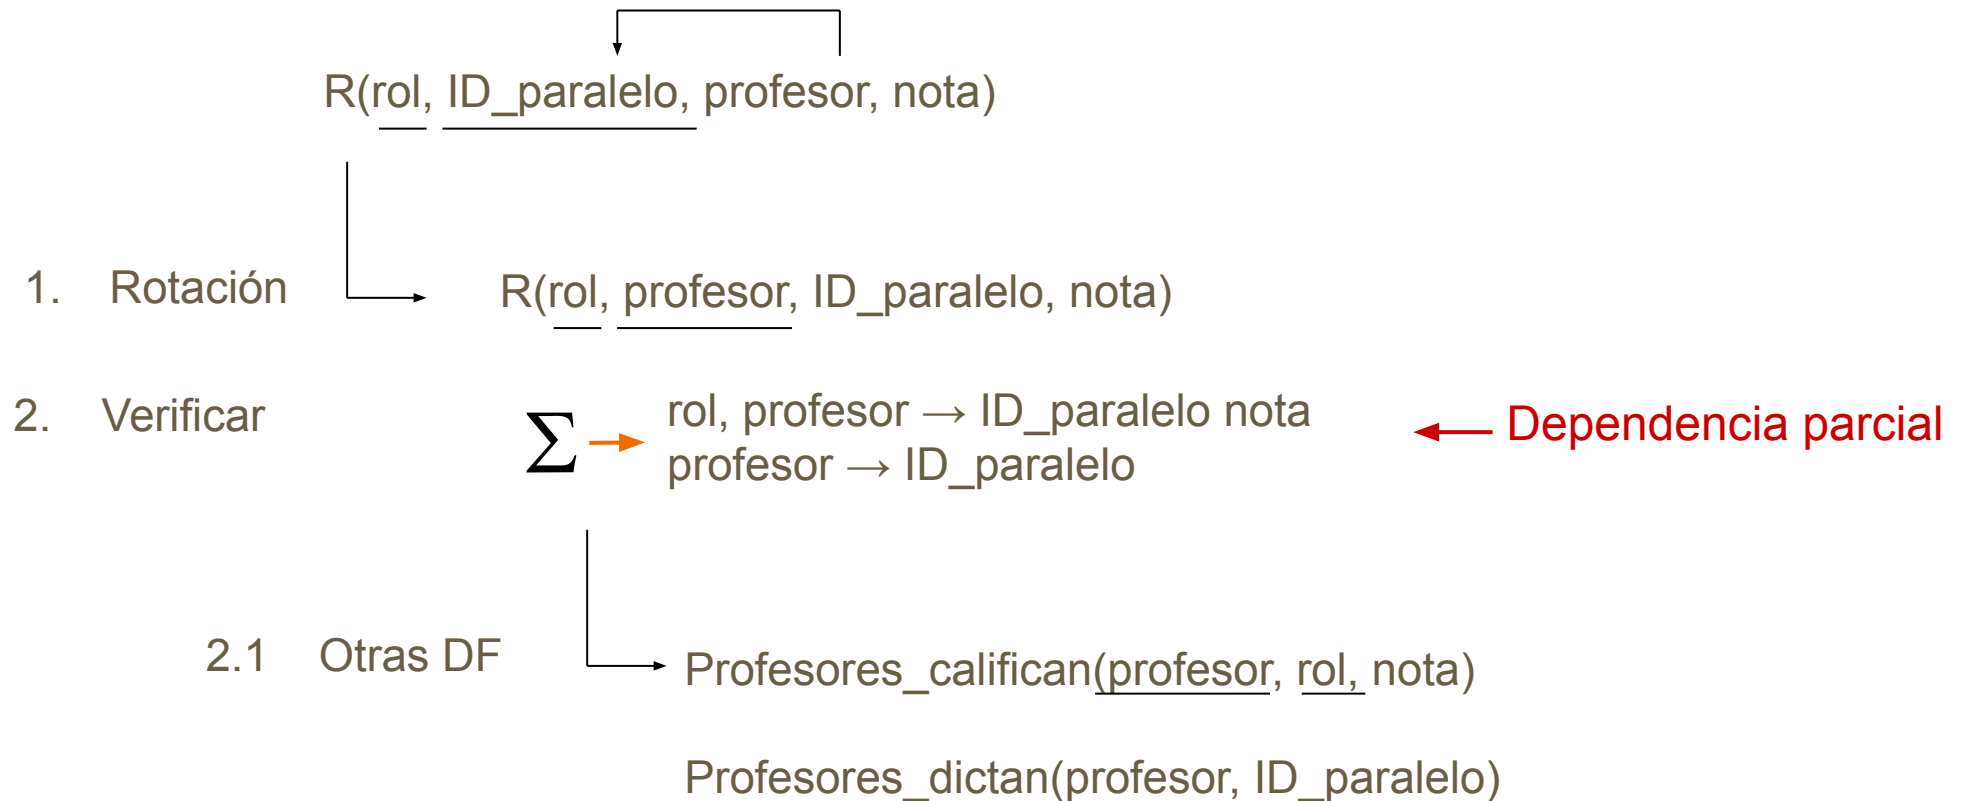 R(rol, ID_paralelo, profesor, nota)
1. Rotación R(rol, profesor, ID_paralelo, nota)
2. Verificar ∑ rol, profesor → ID_paralelo nota
profesor → ID_paralelo
Dependencia parcial
2.1 Otras DF Profesores_califican(profesor, rol, nota)
Profesores_dictan(profesor, ID_paralelo)